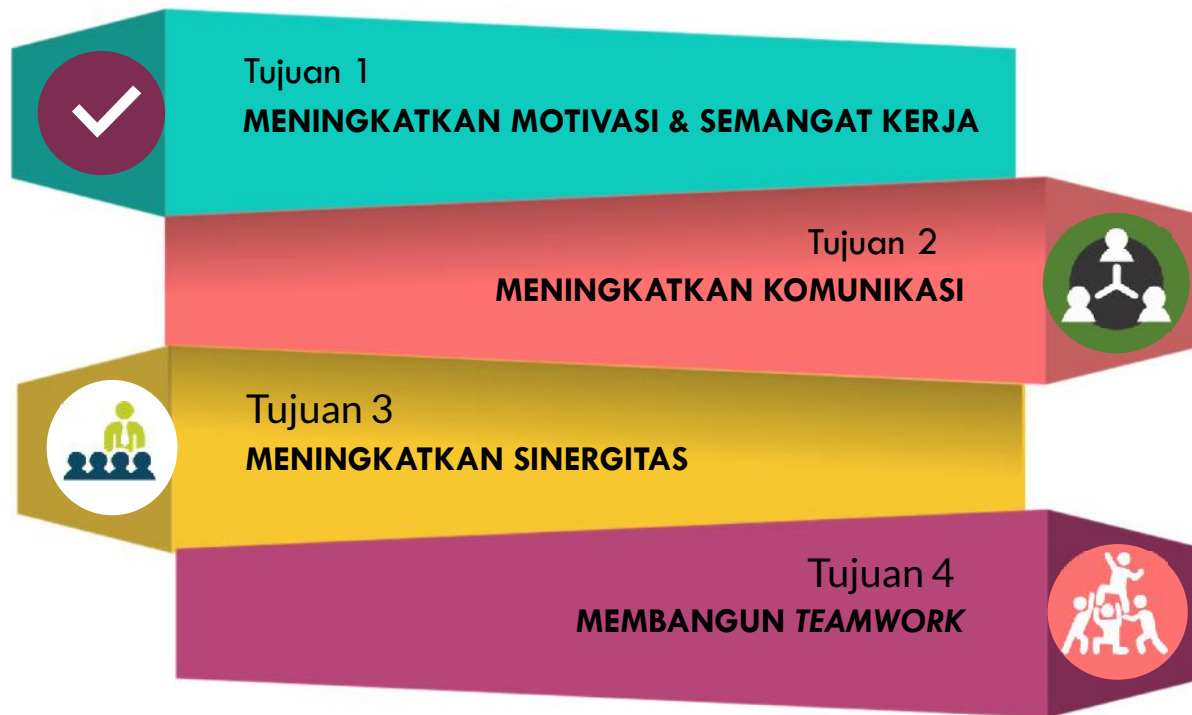 Tujuan 1
MENINGKATKAN MOTIVASI & SEMANGAT KERJA
Tujuan 2
MENINGKATKAN KOMUNIKASI
Tujuan 3
MENINGKATKAN SINERGITAS
Tujuan 4
MEMBANGUN TEAMWORK